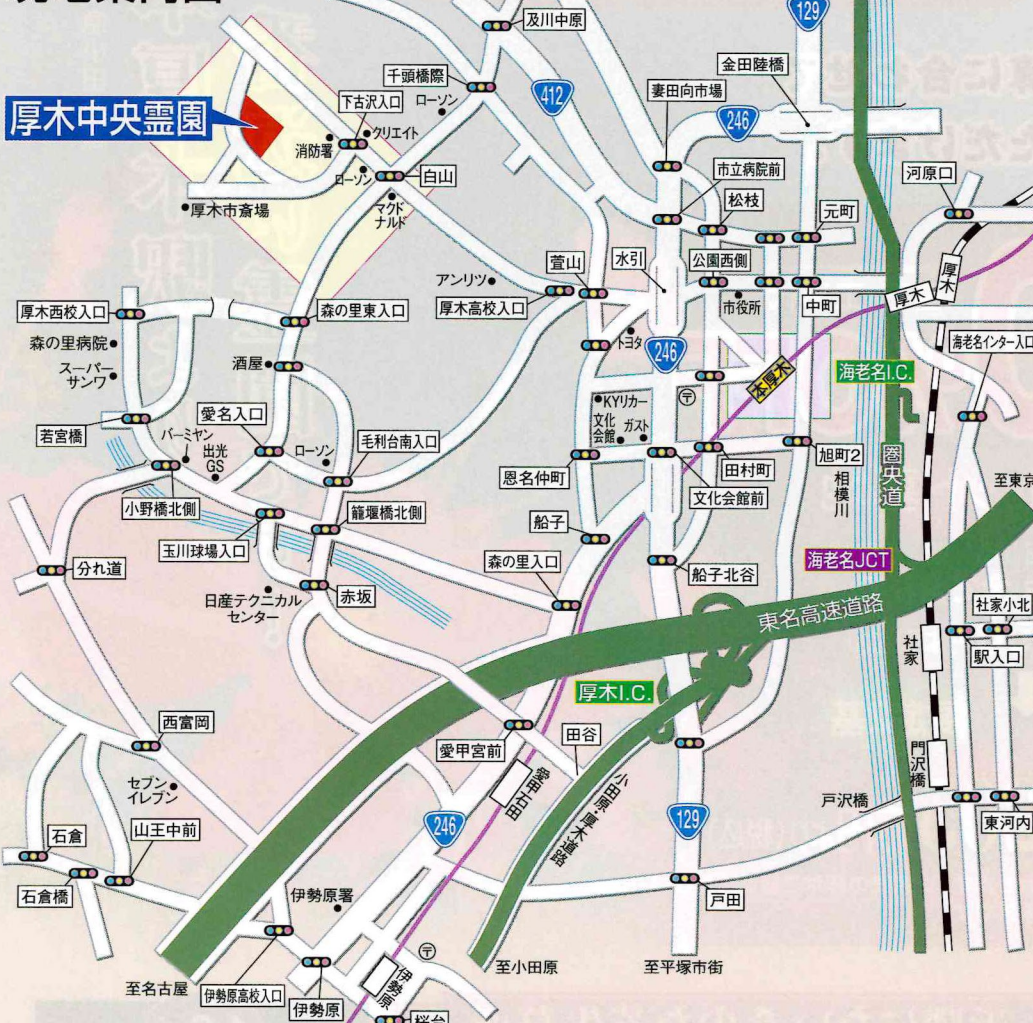 現地案内図
129
及川中原
千頭橋際
412
金田陸橋
妻田向市場
246
下古沢入口
ローソン
厚木中央霊園
クリエイト
消防署
ローソン
白山
マクド
ナルド
厚木市斎場
市立病院前
河原口
松枝
元町
水引
公園西側
萱山
アンリツ
厚木高校入口
市役所
中町
厚木
厚木
厚木西校入口
森の里東入口
トヨタ
246
海老名インター入口
森の里病院
スーパー
サンワ
酒屋
本厚木
海老名I.C.
〒
KYリカー
文化
会館
ガスト
若宮橋
愛名入口
バーミヤン
出光
GS
ローソン
毛利台南入口
恩名仲町
田村町
旭町2
圏央道
相模川
文化会館前
至東京
小野橋北側
籠堰橋北側
船子
玉川球場入口
森の里入口
船子北谷
海老名JCT
分れ道
日産テクニカル
センター
赤坂
東名高速道路
社家小北
社家
駅入口
厚木I.C.
西富岡
愛甲宮前
田谷
門沢橋
セブン
イレブン
愛甲石田
小田原・厚木道路
戸沢橋
246
129
東河内
石倉
山王中前
石倉橋
伊勢原署
戸田
〒
伊勢原
至小田原
至平塚市街
至名古屋
伊勢原高校入口
伊勢原
桜台